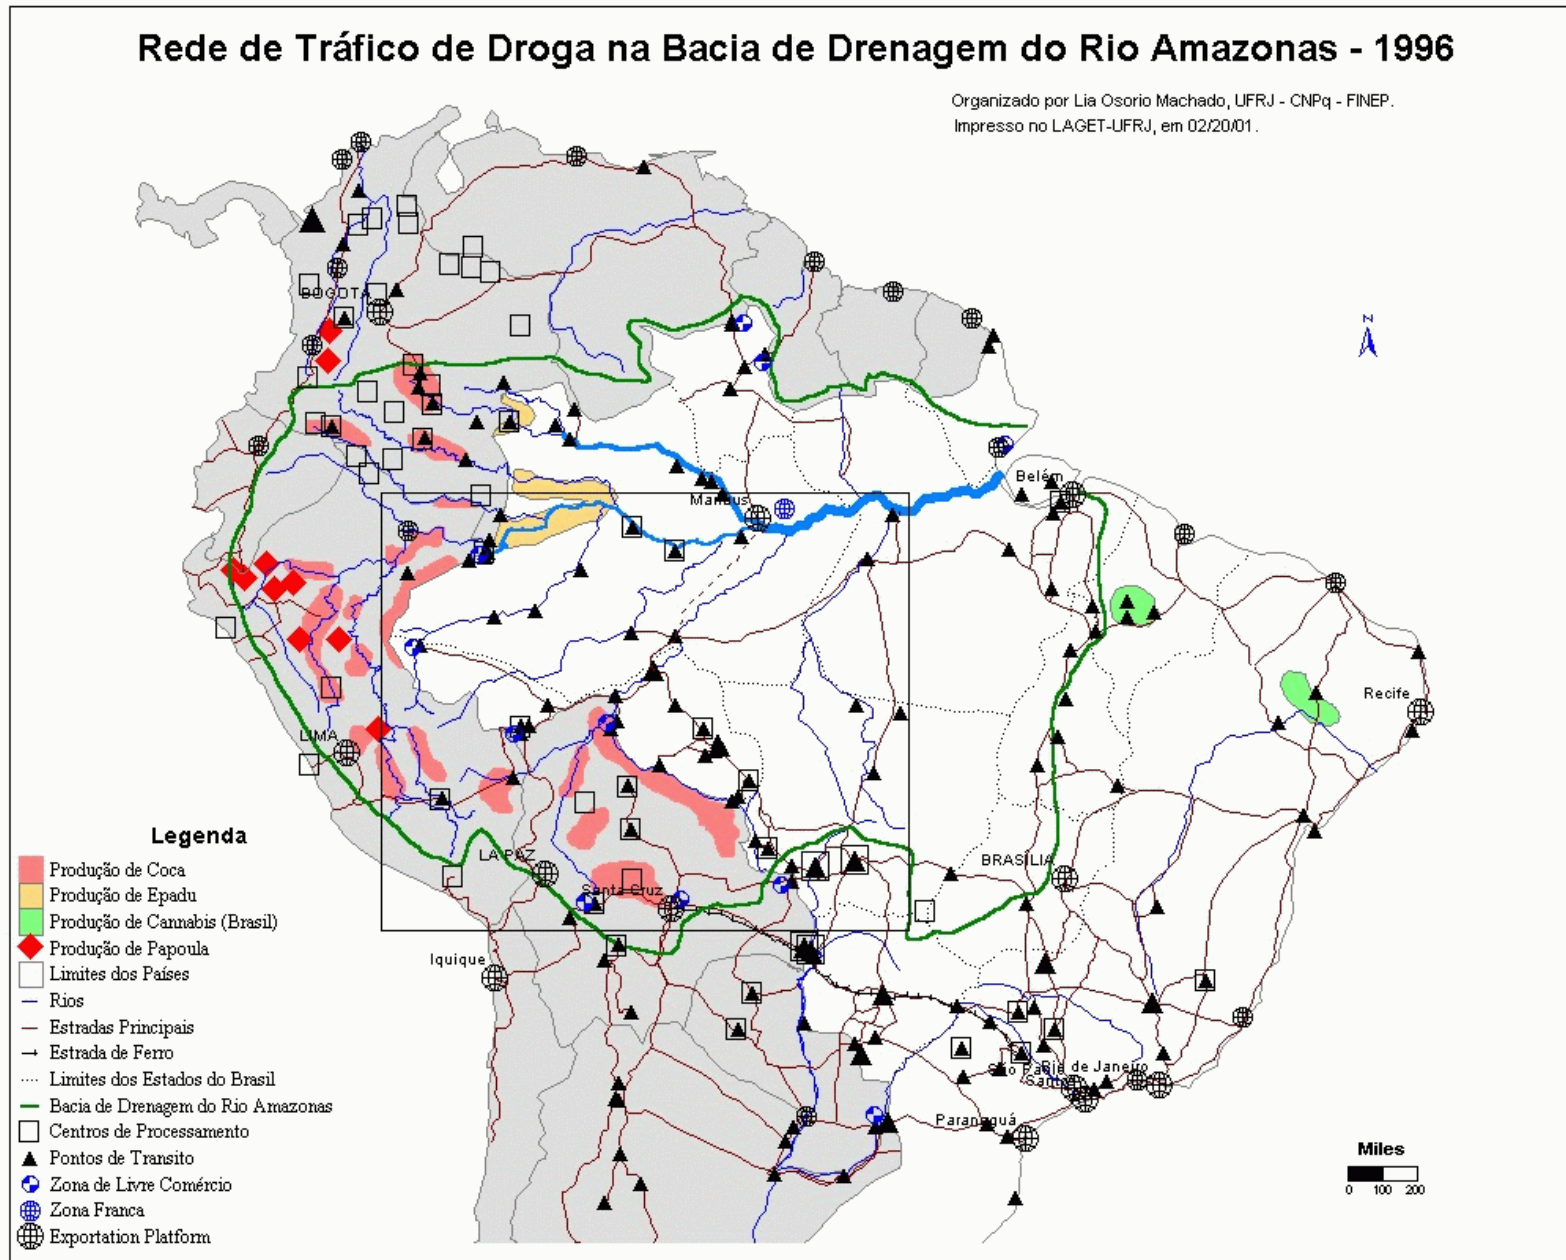 Rede de Tráfico de Droga na Bacia de Drenagem do Rio Amazonas - 1996
Organizado por Lia Osorio Machado, UFRJ - CNPq - FINEP.
Impresso no LAGET-UFRJ, em 02/20/01.
N
BOGOTA
Manaus
Belém
Recife
LIMA
LA PAZ
Santa Cruz
BRASÍLIA
Iquique
São Paulo
Rio de Janeiro
Santos
Paranaguá
Legenda
Produção de Coca
Produção de Epadu
Produção de Cannabis (Brasil)
Produção de Papoula
Limites dos Países
Rios
Estradas Principais
Estrada de Ferro
Limites dos Estados do Brasil
Bacia de Drenagem do Rio Amazonas
Centros de Processamento
Pontos de Transito
Zona de Livre Comércio
Zona Franca
Exportation Platform
Miles
0 100 200